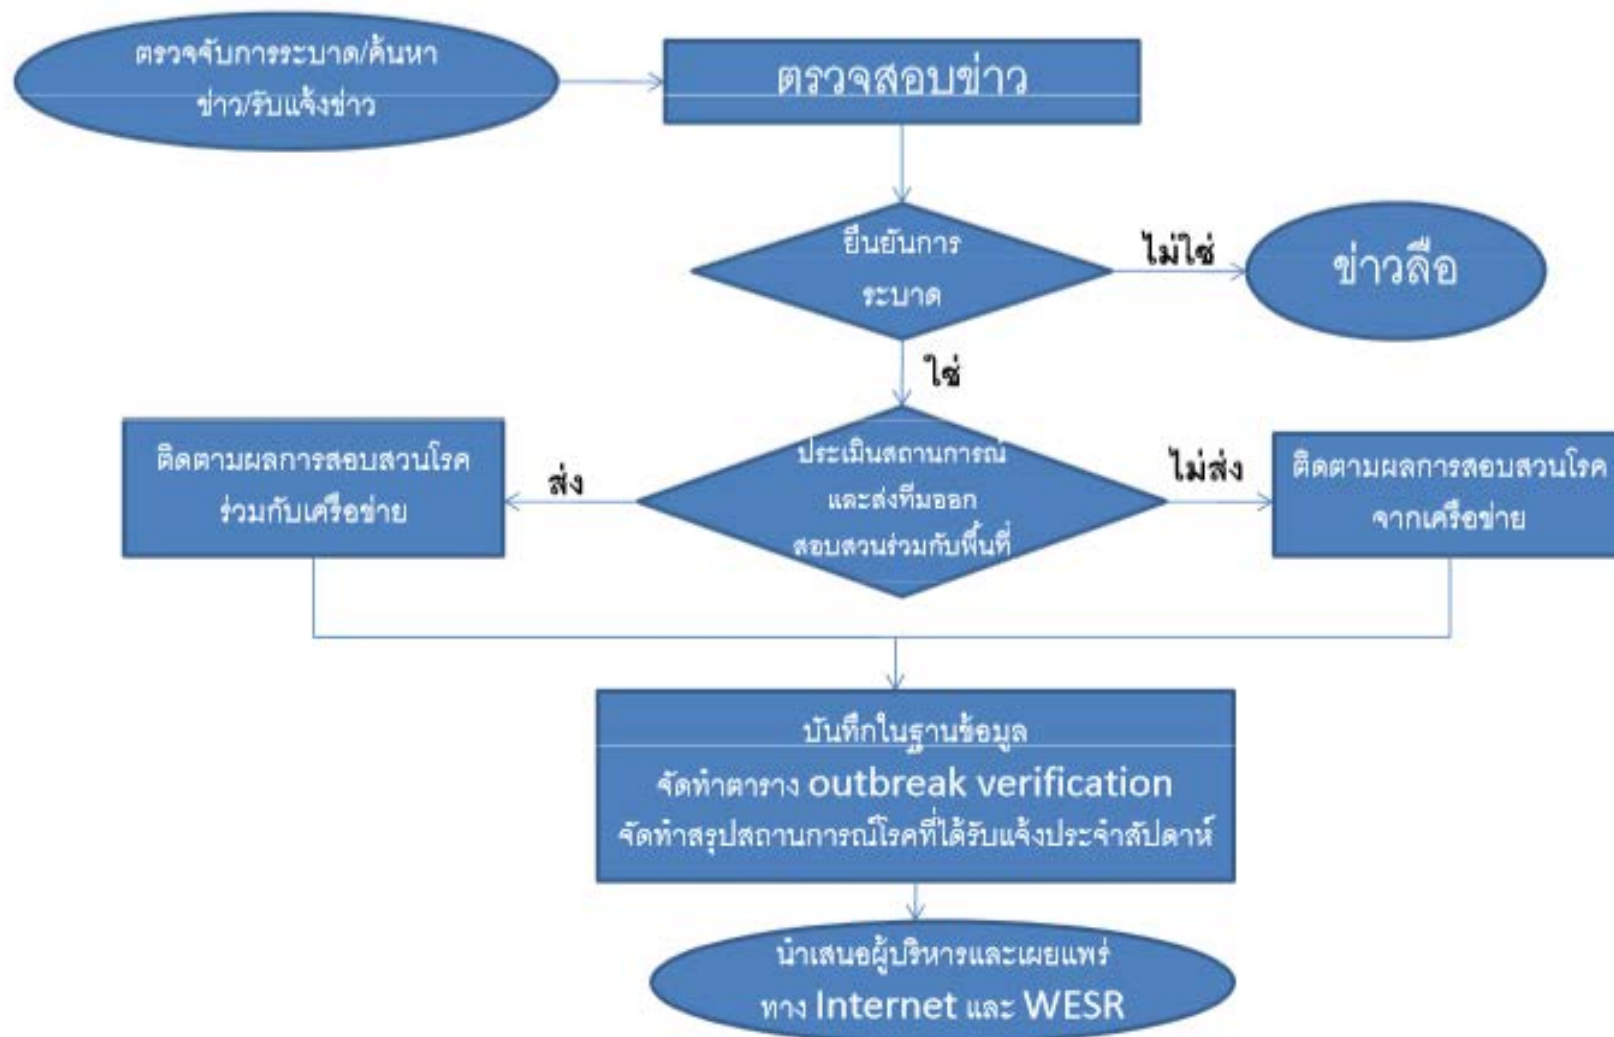 ตรวจจับการระบาด/ค้นหา
ข่าว/รับแจ้งข่าว
ตรวจสอบข่าว
ยืนยันการ
ระบาด
ไม่ใช่
ข่าวลือ
ใช่
ติดตามผลการสอบสวนโรค
ร่วมกับเครือข่าย
ส่ง
ประเมินสถานการณ์
และส่งทีมออก
สอบสวนร่วมกับพื้นที่
ไม่ส่ง
ติดตามผลการสอบสวนโรค
จากเครือข่าย
บันทึกในฐานข้อมูล
จัดทำตาราง outbreak verification
จัดทำสรุปสถานการณ์โรคที่ได้รับแจ้งประจำสัปดาห์
นำเสนอผู้บริหารและเผยแพร่
ทาง Internet และ WESR